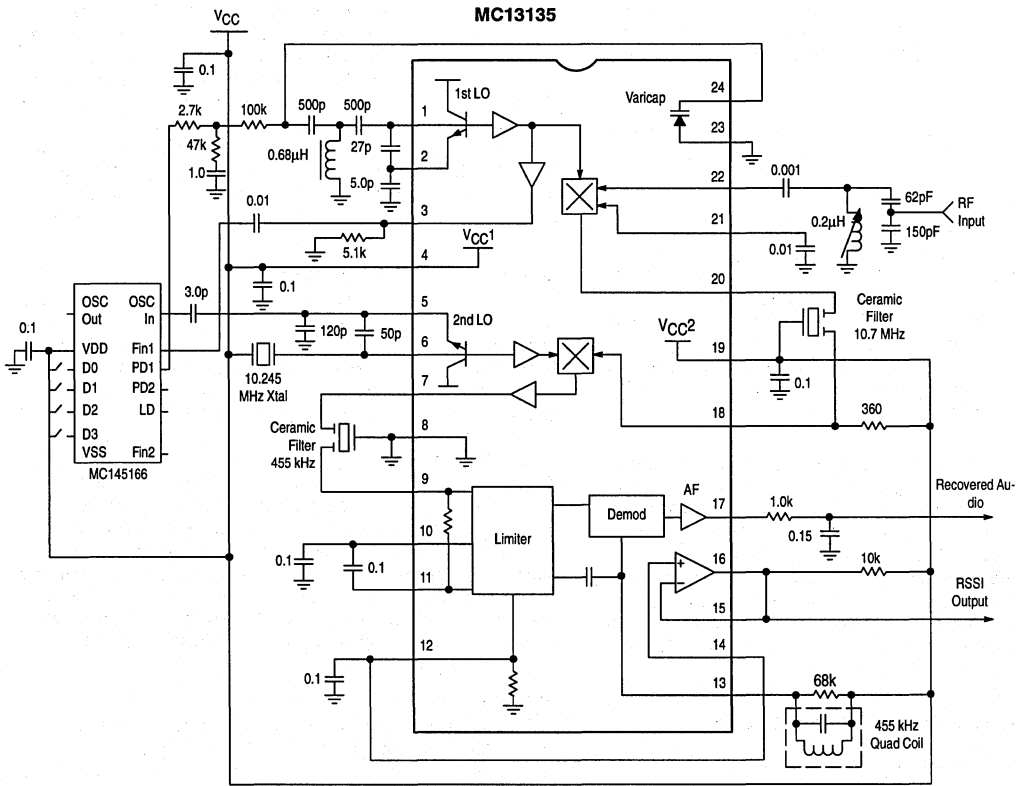 MC13135
VCC
0.1
2.7k
100k
500p
500p
47k
1.0
0.68µH
27p
5.0p
1
2
1st LO
Varicap
24
23
22
0.001
62pF
RF
Input
0.2µH
150pF
21
0.01
0.01
3
5.1k
VCC1
4
0.1
20
Ceramic
Filter
10.7 MHz
OSC
Out
OSC
In
VDD
Fin1
D0
PD1
D1
PD2
D2
LD
D3
VSS
Fin2
MC145166
0.1
3.0p
5
120p
50p
2nd LO
6
10.245
MHz Xtal
7
VCC2
19
0.1
18
360
Ceramic
Filter
455 kHz
8
9
10
11
0.1
0.1
Limiter
Demod
AF
17
1.0k
0.15
Recovered Au-
dio
+
−
16
10k
15
RSSI
Output
14
12
0.1
13
68k
455 kHz
Quad Coil